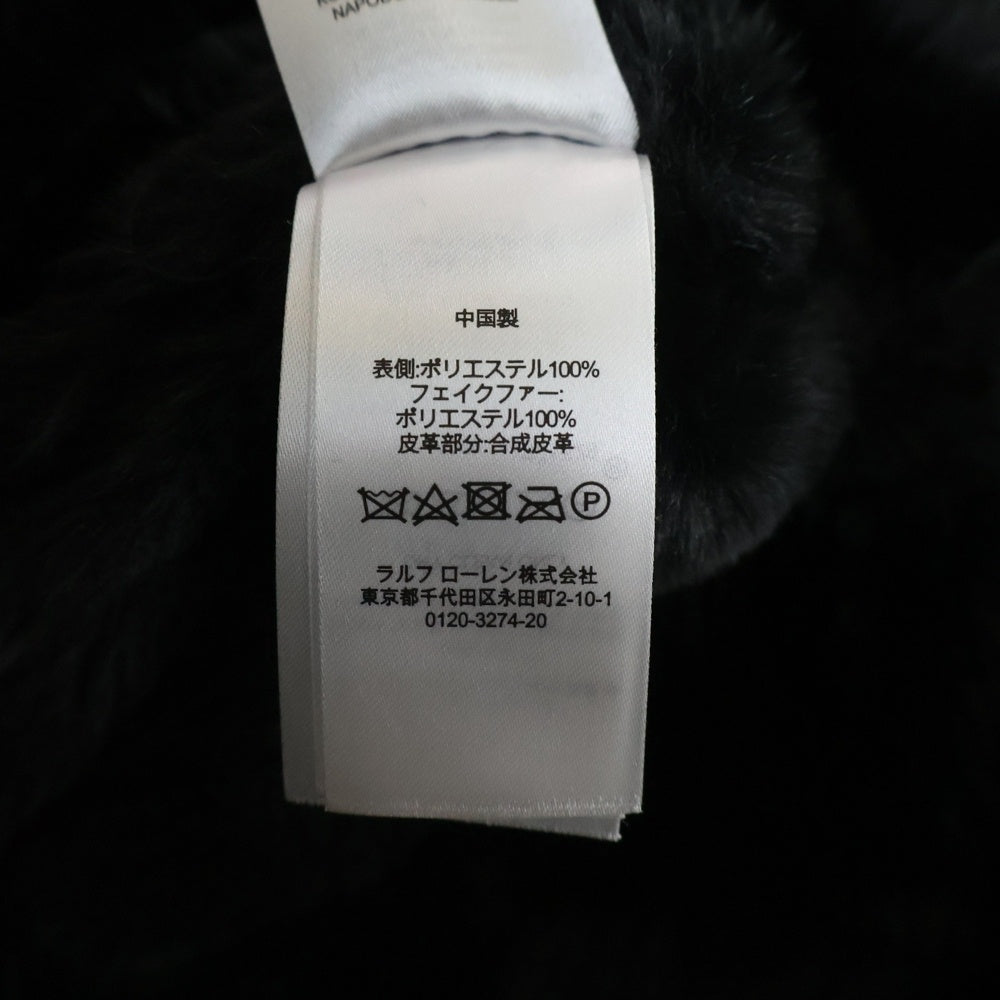 中国製
表側:ポリエステル100%
フェイクファー:
ポリエステル100%
皮革部分:合成皮革
P
ラルフ ローレン株式会社
東京都千代田区永田町2-10-1
0120-3274-20